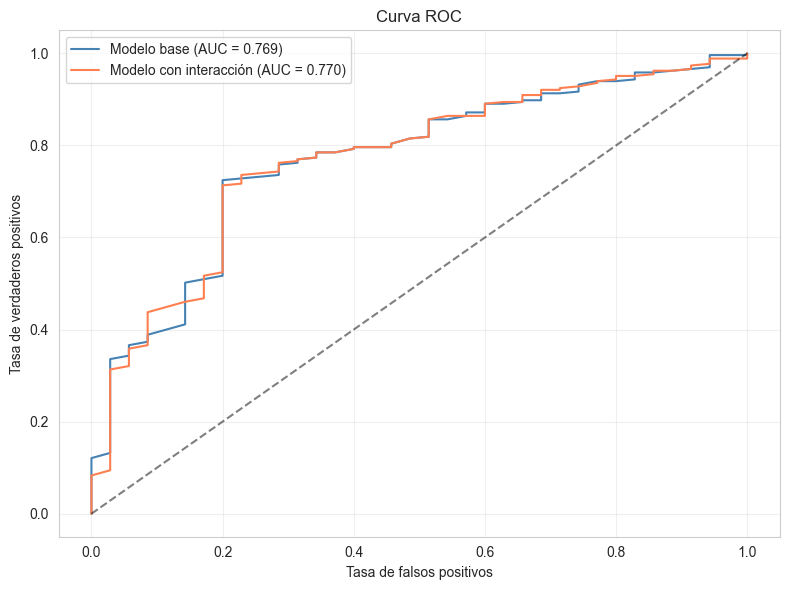 Curva ROC
Modelo base (AUC = 0.769)
Modelo con interacción (AUC = 0.770)
Tasa de verdaderos positivos
1.0
0.8
0.6
0.4
0.2
0.0
0.0 0.2 0.4 0.6 0.8 1.0
Tasa de falsos positivos